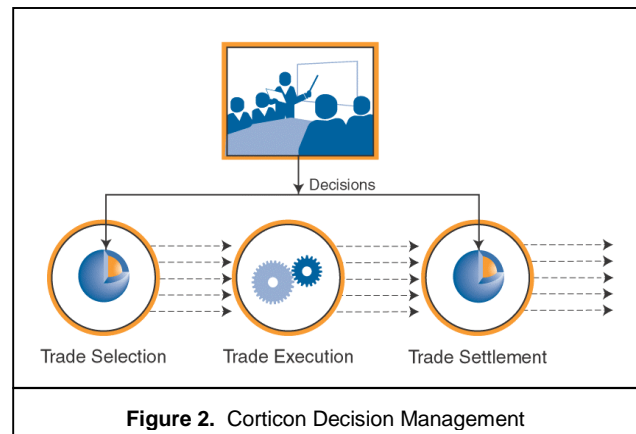 Decisions
Trade Selection
Trade Execution
Trade Settlement
Figure 2. Corticon Decision Management